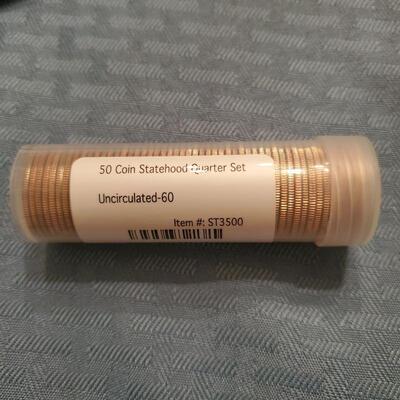 50 Coin Statehood Quarter Set
Uncirculated-60
Item #: ST3500